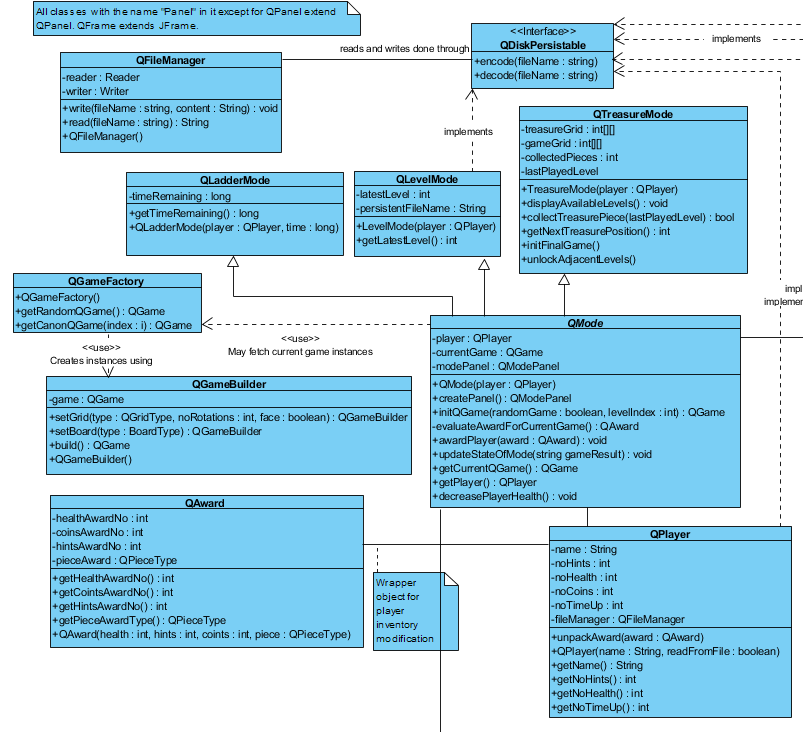 All classes with the name "Panel" in it except for QPanel extend
QPanel. QFrame extends JFrame.
<<Interface>>
QDiskPersistable
+encode(fileName : string)
+decode(fileName : string)
implements
reads and writes done through
QFileManager
-reader : Reader
-writer : Writer
+write(fileName : string, content : String) : void
+read(fileName : string) : String
+QFileManager()
implements
QTreasureMode
-treasureGrid : int[][]
-gameGrid : int[][]
-collectedPieces : int
-lastPlayedLevel
+TreasureMode(player : QPlayer)
+displayAvailableLevels() : void
+collectTreasurePiece(lastPlayedLevel) : bool
+getNextTreasurePosition() : int
+initFinalGame()
+unlockAdjacentLevels()
QLadderMode
-timeRemaining : long
+getTimeRemaining() : long
+QLadderMode(player : QPlayer, time : long)
QLevelMode
-latestLevel : int
-persistentFileName : String
+LevelMode(player : QPlayer)
+getLatestLevel() : int
QGameFactory
+QGameFactory()
+getRandomQGame() : QGame
+getCanonQGame(index : i) : QGame
impl
implemen
<<use>>
May fetch current game instances
<<use>>
Creates instances using
QMode
-player : QPlayer
-currentGame : QGame
-modePanel : QModePanel
+QMode(player : QPlayer)
+createPanel() : QModePanel
+initQGame(randomGame : boolean, levelIndex : int) : QGame
-evaluateAwardForCurrentGame() : QAward
+awardPlayer(award : QAward) : void
+updateStateOfMode(string gameResult) : void
+getCurrentQGame() : QGame
+getPlayer() : QPlayer
+decreasePlayerHealth() : void
QGameBuilder
-game : QGame
+setGrid(type : QGridType, noRotations : int, face : boolean) : QGameBuilder
+setBoard(type : BoardType) : QGameBuilder
+build() : QGame
+QGameBuilder()
QAward
-healthAwardNo : int
-coinsAwardNo : int
-hintsAwardNo : int
-pieceAward : QPieceType
+getHealthAwardNo() : int
+getCointsAwardNo() : int
+getHintsAwardNo() : int
+getPieceAwardType() : QPieceType
+QAward(health : int, hints : int, coints : int, piece : QPieceType)
Wrapper
object for
player
inventory
modification
QPlayer
-name : String
-noHints : int
-noHealth : int
-noCoins : int
-noTimeUp : int
-fileManager : QFileManager
+unpackAward(award : QAward)
+QPlayer(name : String, readFromFile : boolean)
+getName() : String
+getNoHints() : int
+getNoHealth() : int
+getNoTimeUp() : int